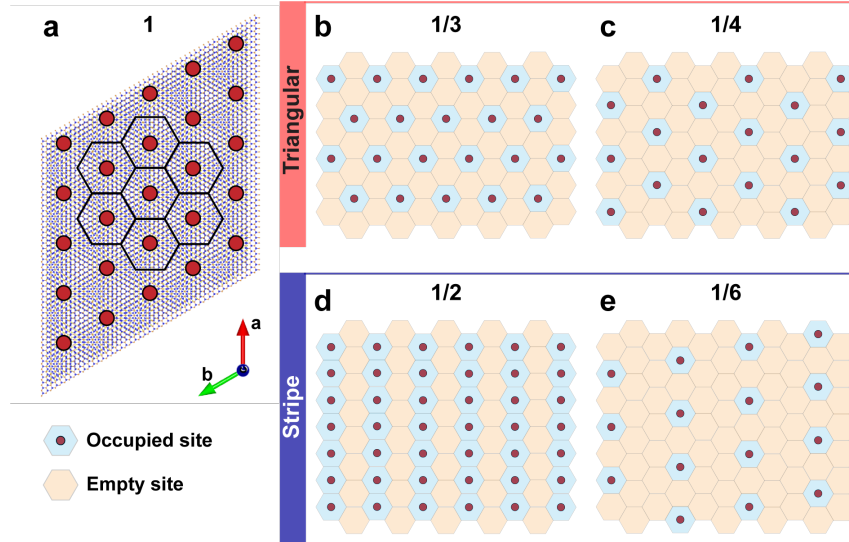 a
1
a
b
Occupied site
Empty site
Triangular
b
1/3
c
1/4
Stripe
d
1/2
e
1/6